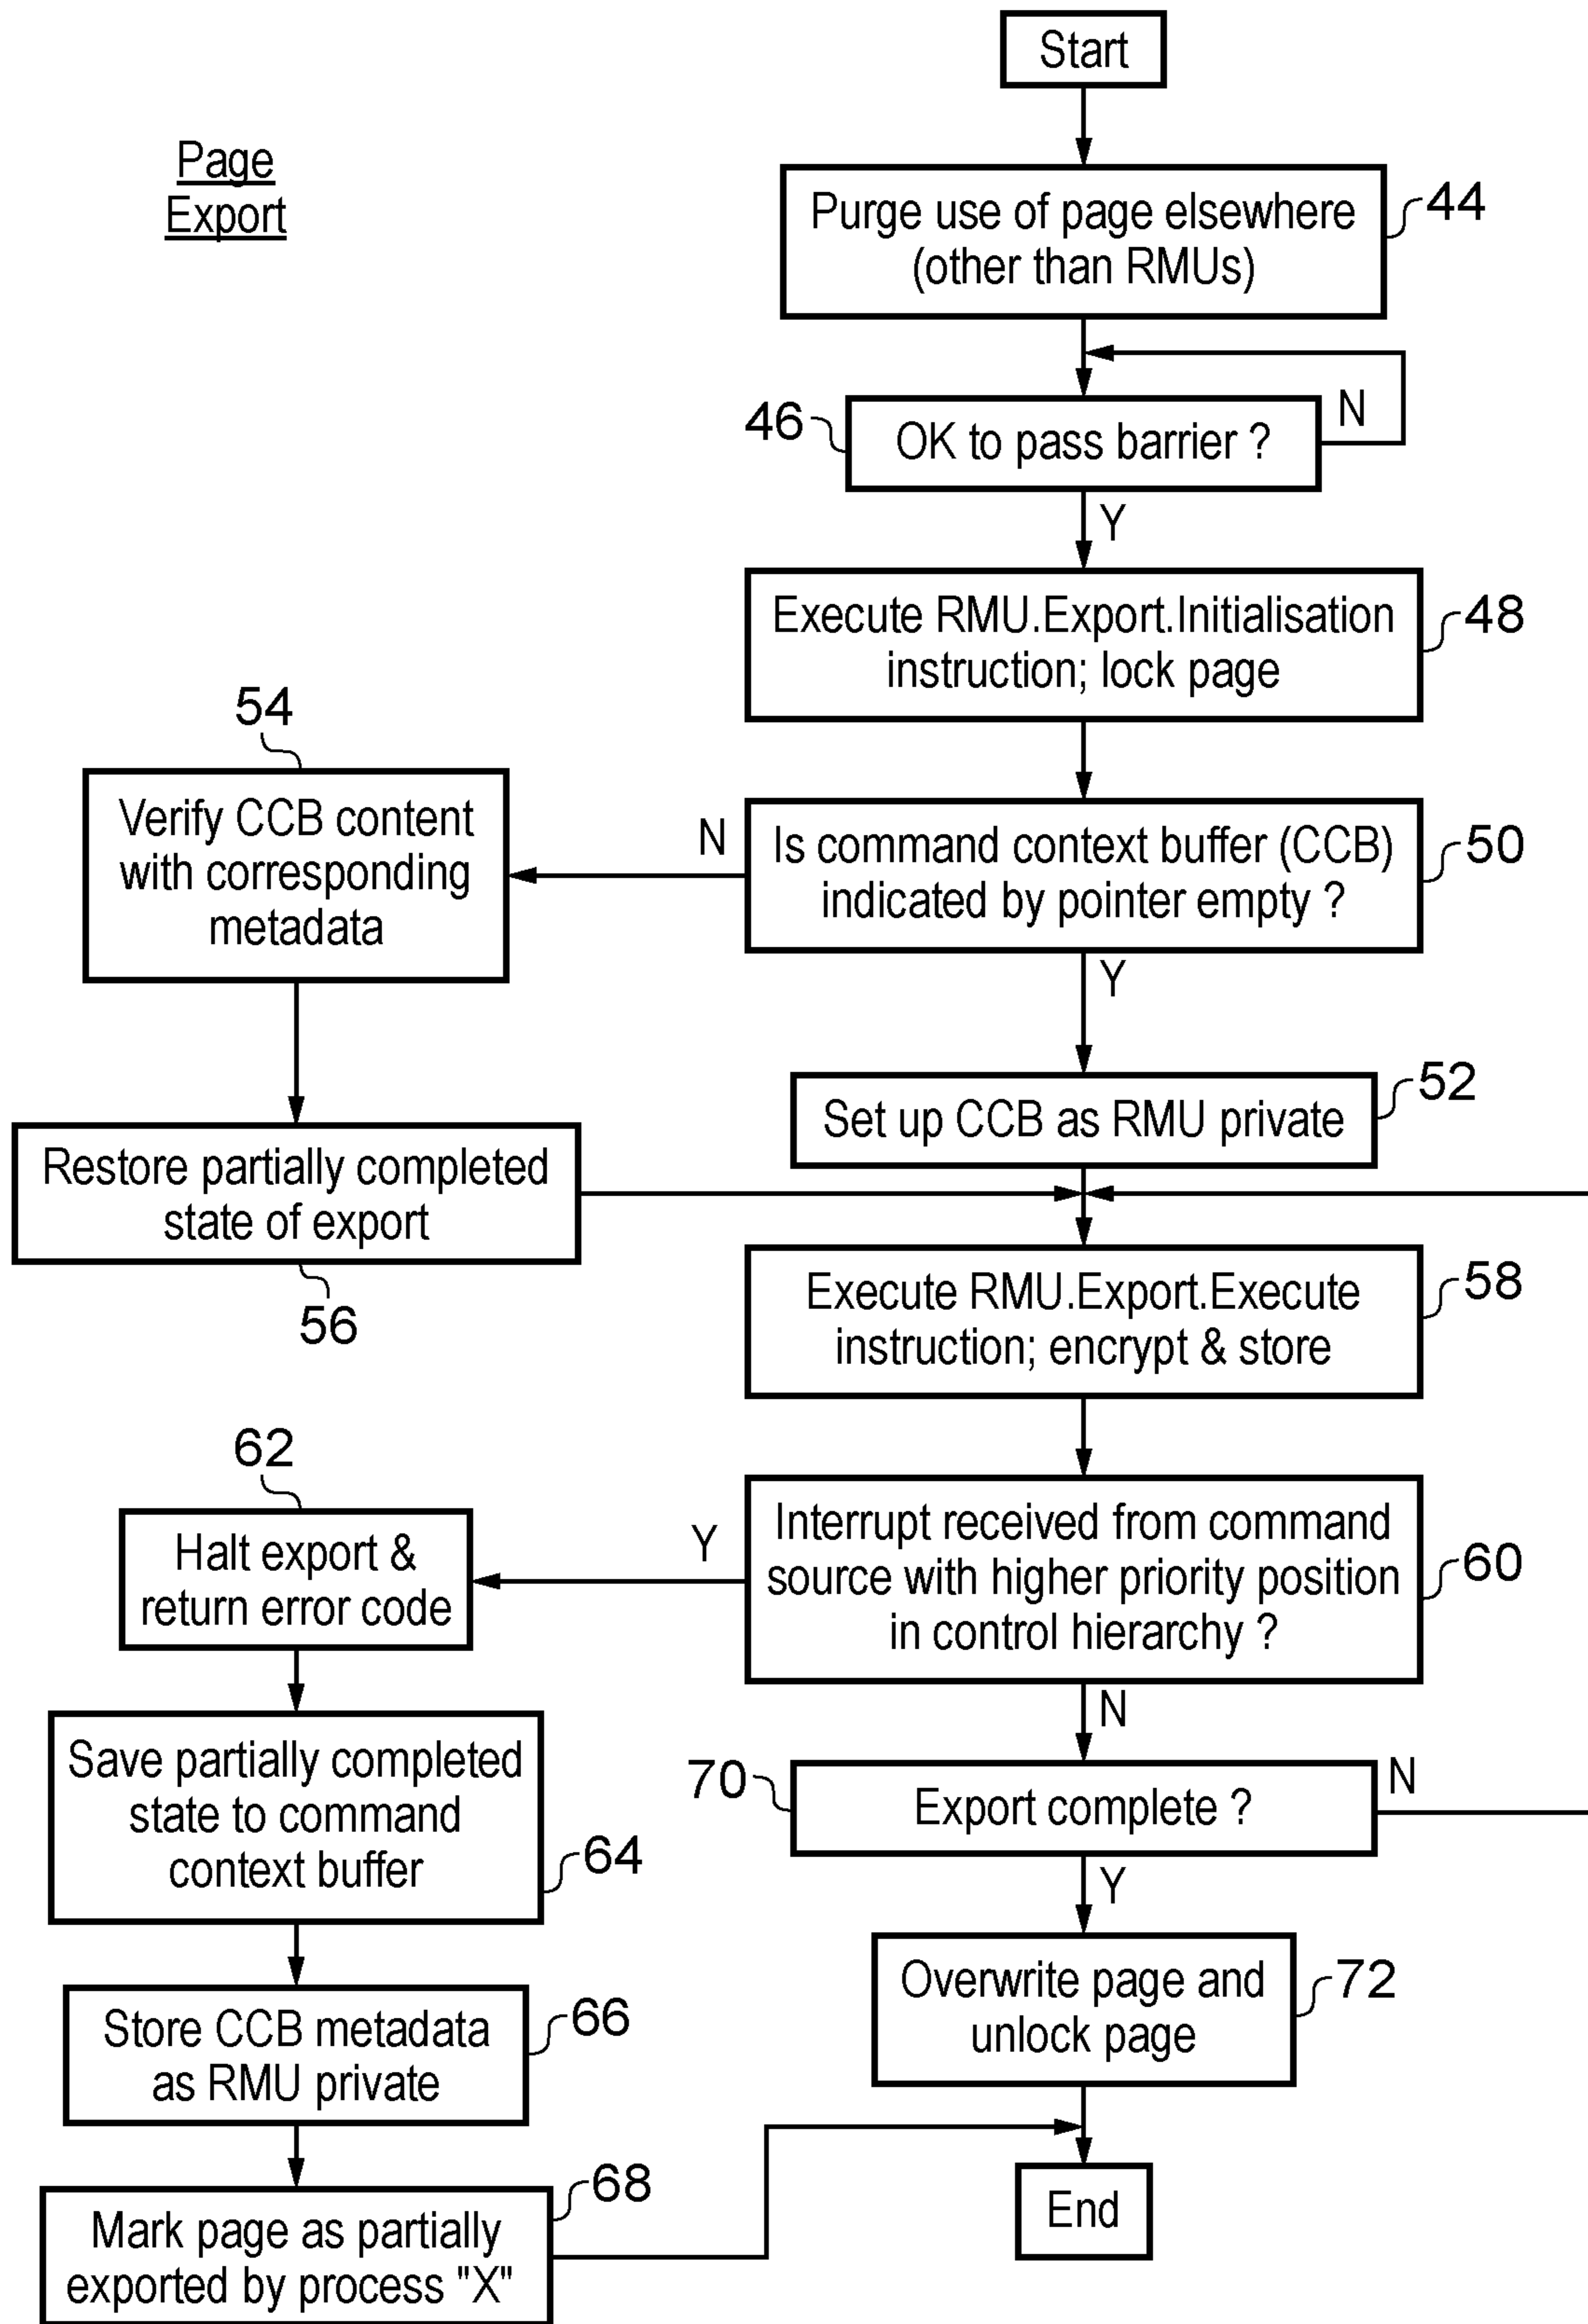 Start
Page
Export
Purge use of page elsewhere
(other than RMUs)
44
46
OK to pass barrier ?
N
Y
Execute RMU.Export.Initialisation
instruction; lock page
48
54
Verify CCB content
with corresponding
metadata
N
Is command context buffer (CCB)
indicated by pointer empty ?
50
Y
Set up CCB as RMU private
52
Restore partially completed
state of export
56
Execute RMU.Export.Execute
instruction; encrypt & store
58
62
Halt export &
return error code
Y
Interrupt received from command
source with higher priority position
in control hierarchy ?
60
N
Save partially completed
state to command
context buffer
64
70
Export complete ?
N
Y
Store CCB metadata
as RMU private
66
Overwrite page and
unlock page
72
Mark page as partially
exported by process "X"
68
End